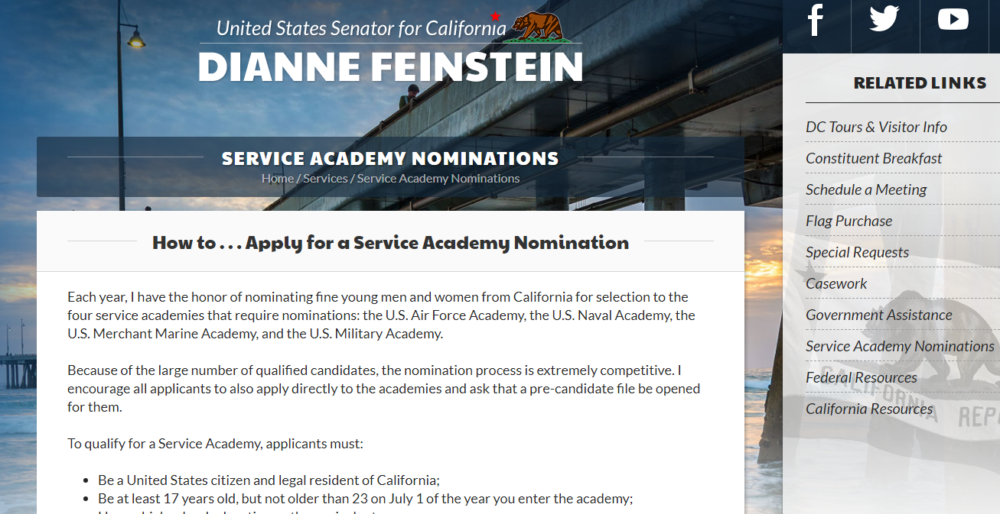 United States Senator for California
DIANNE FEINSTEIN
SERVICE ACADEMY NOMINATIONS
Home / Services / Service Academy Nominations
How to . . . Apply for a Service Academy Nomination
Each year, I have the honor of nominating fine young men and women from California for selection to the
four service academies that require nominations: the U.S. Air Force Academy, the U.S. Naval Academy, the
U.S. Merchant Marine Academy, and the U.S. Military Academy.
Because of the large number of qualified candidates, the nomination process is extremely competitive. I
encourage all applicants to also apply directly to the academies and ask that a pre-candidate file be opened
for them.
To qualify for a Service Academy, applicants must:
• Be a United States citizen and legal resident of California;
• Be at least 17 years old, but not older than 23 on July 1 of the year you enter the academy;
RELATED LINKS
DC Tours & Visitor Info
Constituent Breakfast
Schedule a Meeting
Flag Purchase
Special Requests
Casework
Government Assistance
Service Academy Nominations
Federal Resources
California Resources
CALIFORNIA REP